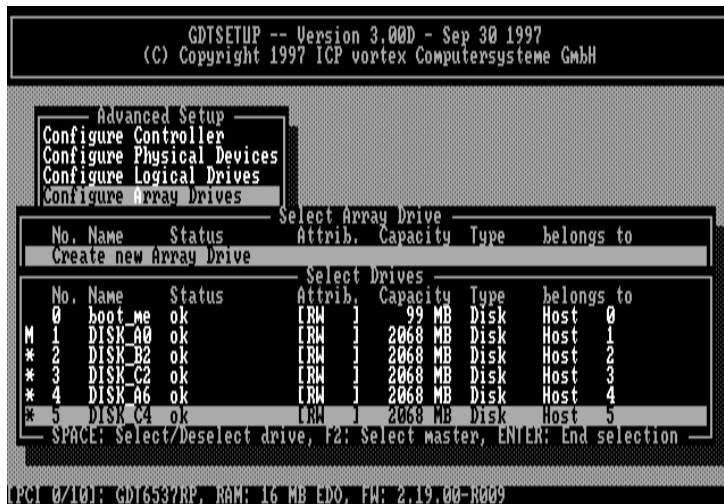 GDTSETUP -- Version 3.00D - Sep 30 1997
(C) Copyright 1997 ICP vortex Computersysteme GmbH
Advanced Setup
Configure Controller
Configure Physical Devices
Configure Logical Drives
Configure Array Drives
Select Array Drive
No. Name Status Attrib. Capacity Type belongs to
Create new Array Drive
Select Drives
No. Name Status Attrib. Capacity Type belongs to
0 boot_me ok [RW ] 99 MB Disk Host 0
M 1 DISK_A0 ok [RW ] 2068 MB Disk Host 1
* 2 DISK_B2 ok [RW ] 2068 MB Disk Host 2
* 3 DISK_C2 ok [RW ] 2068 MB Disk Host 3
* 4 DISK_A6 ok [RW ] 2068 MB Disk Host 4
* 5 DISK_C4 ok [RW ] 2068 MB Disk Host 5
SPACE: Select/Deselect drive, F2: Select master, ENTER: End selection
[PCI 0/10]: GDT6537RP, RAM: 16 MB EDO, FW: 2.19.00-R009